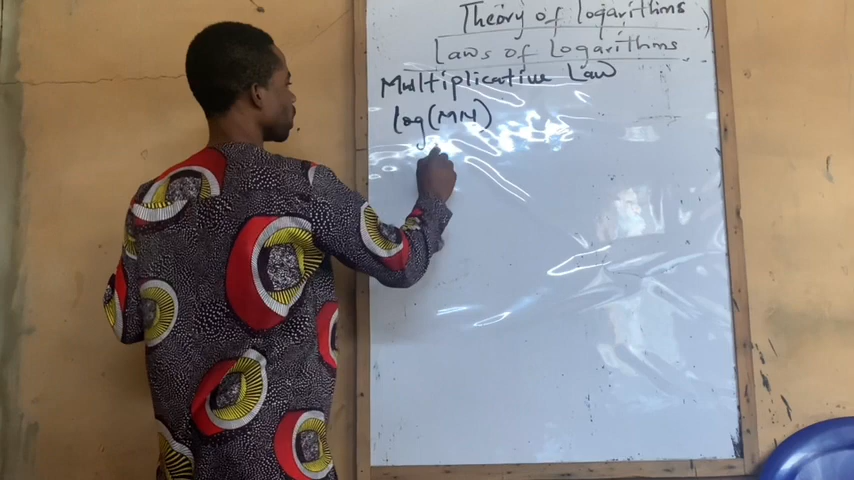 Theory of logarithms
Laws of Logarithms
Multiplicative Law
log(MN)